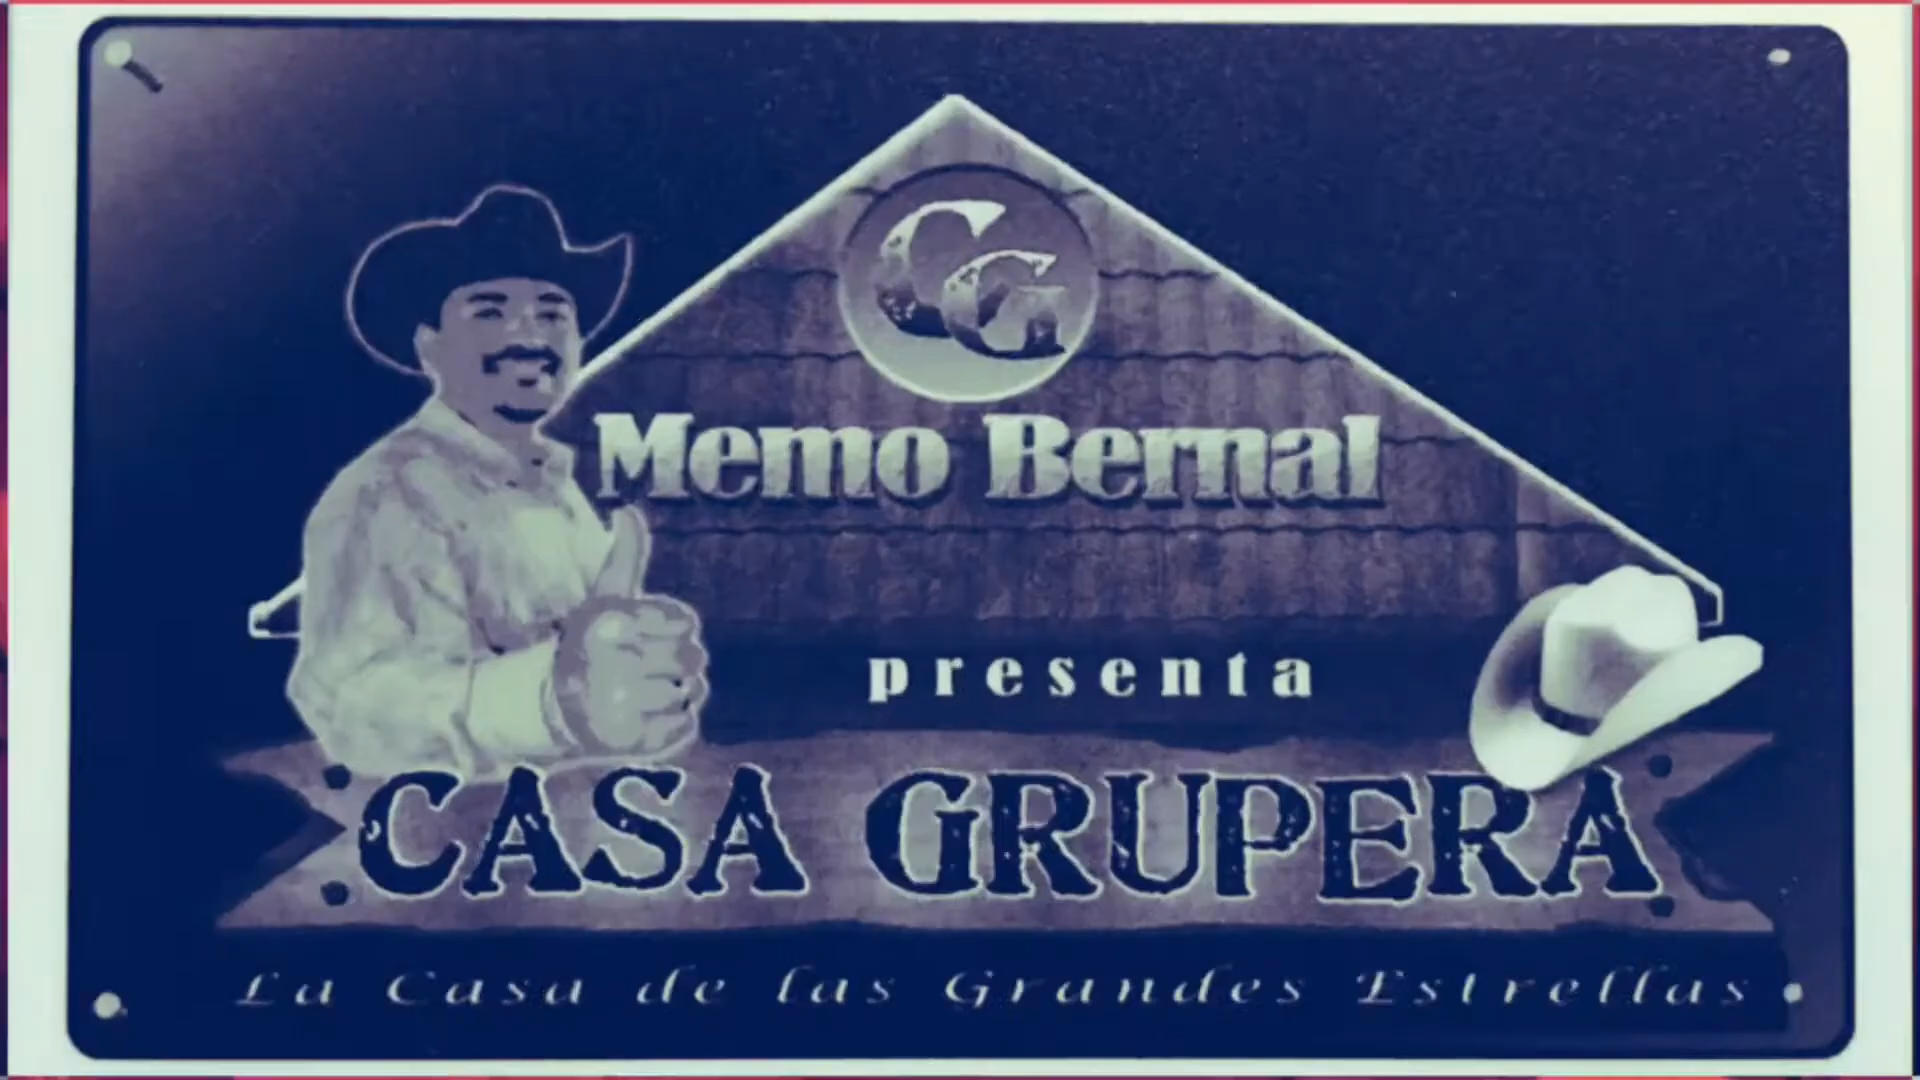 CG
Memo Bernal
presenta
CASA GRUPERA
La Casa de las Grandes Estrellas